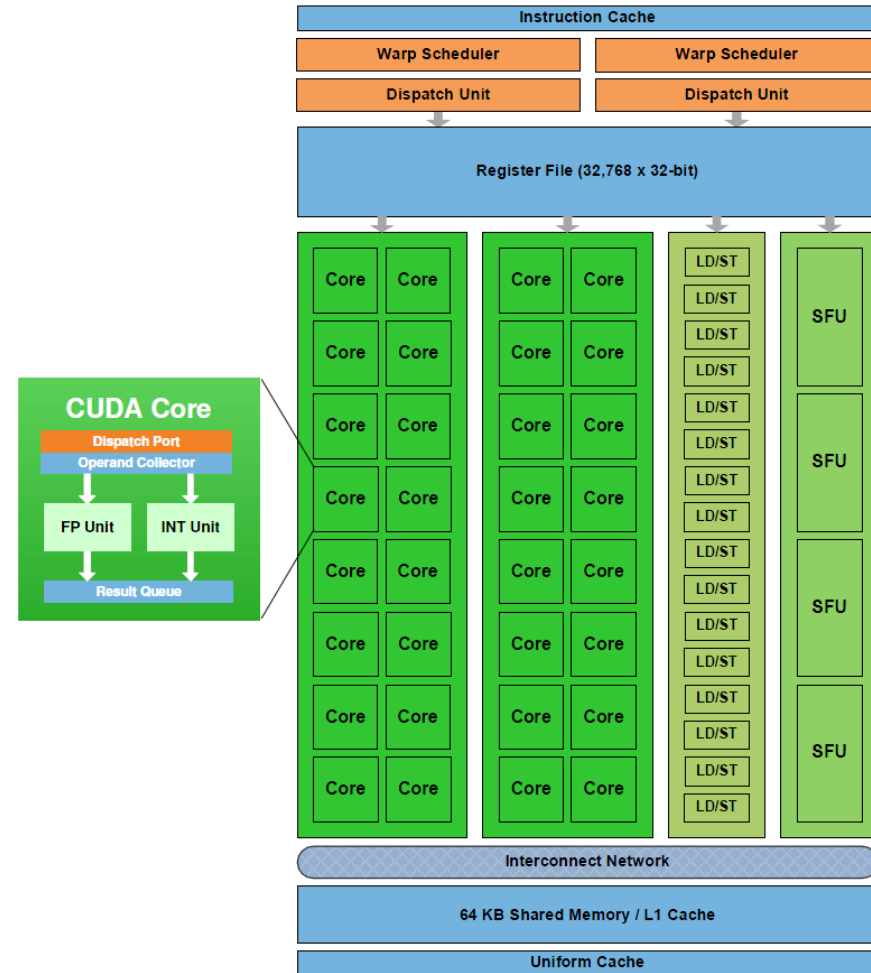 Instruction Cache
Warp Scheduler Warp Scheduler
Dispatch Unit Dispatch Unit
Register File (32,768 x 32-bit)
Core Core Core Core LD/ST
LD/ST
SFU
Core Core Core Core LD/ST
LD/ST
Core Core Core Core LD/ST
LD/ST
SFU
Core Core Core Core LD/ST
LD/ST
Core Core Core Core LD/ST
LD/ST
SFU
Core Core Core Core LD/ST
LD/ST
Core Core Core Core LD/ST
LD/ST
SFU
Core Core Core Core LD/ST
LD/ST
CUDA Core
Dispatch Port
Operand Collector
FP Unit INT Unit
Result Queue
Interconnect Network
64 KB Shared Memory / L1 Cache
Uniform Cache